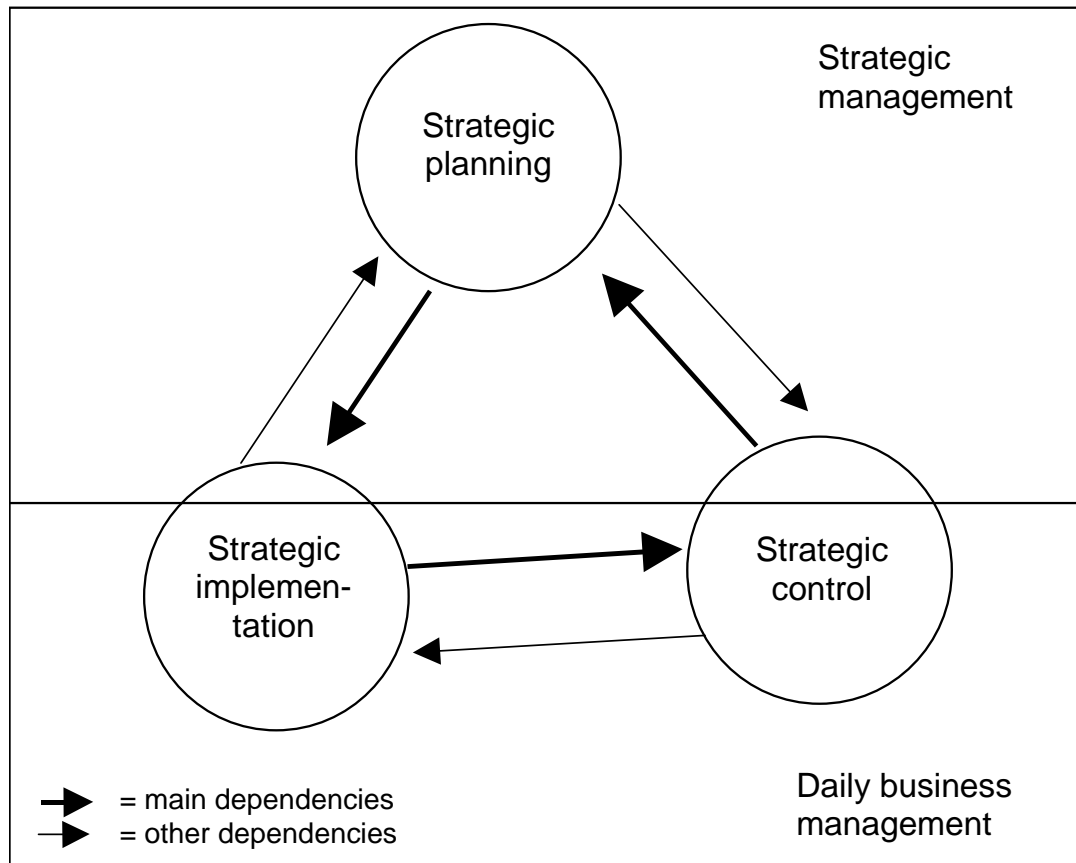 Strategic
management
Strategic
planning
Strategic
implemen-
tation
Strategic
control
= main dependencies
= other dependencies
Daily business
management